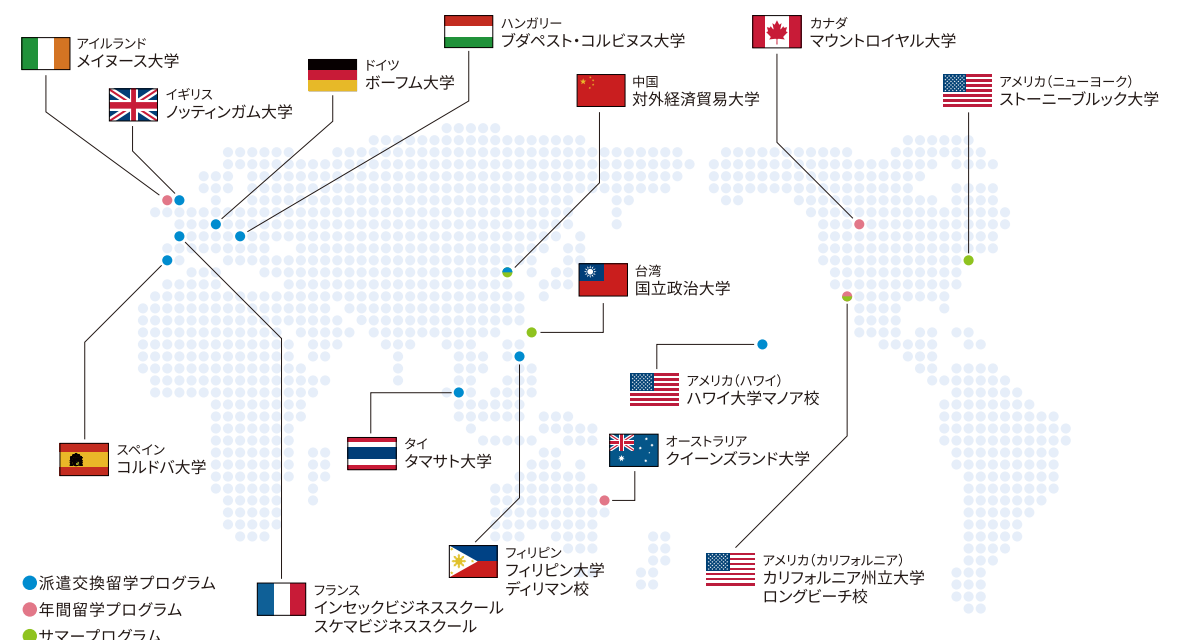 アイルランド
メイヌース大学
イギリス
ノッティンガム大学
ドイツ
ボーフム大学
ハンガリー
ブダペスト・コルビヌス大学
中国
対外経済貿易大学
カナダ
マウントロイヤル大学
アメリカ（ニューヨーク）
ストーニーブルック大学
台湾
国立政治大学
アメリカ（ハワイ）
ハワイ大学マノア校
オーストラリア
クイーンズランド大学
タイ
タマサト大学
スペイン
コルドバ大学
フィリピン
フィリピン大学
ディリマン校
アメリカ（カリフォルニア）
カリフォルニア州立大学
ロングビーチ校
フランス
インセックビジネススクール
スケマビジネススクール
派遣交換留学プログラム
年間留学プログラム
サマープログラム